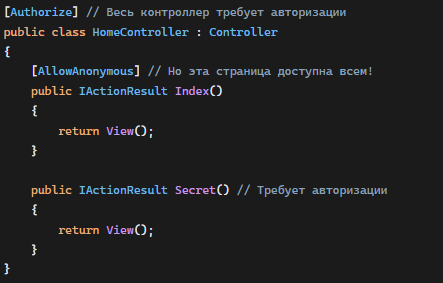 [Authorize] // Весь контроллер требует авторизации
public class HomeController : Controller
{
    [AllowAnonymous] // Но эта страница доступна всем!
    public IActionResult Index()
    {
        return View();
    }

    public IActionResult Secret() // Требует авторизации
    {
        return View();
    }
}